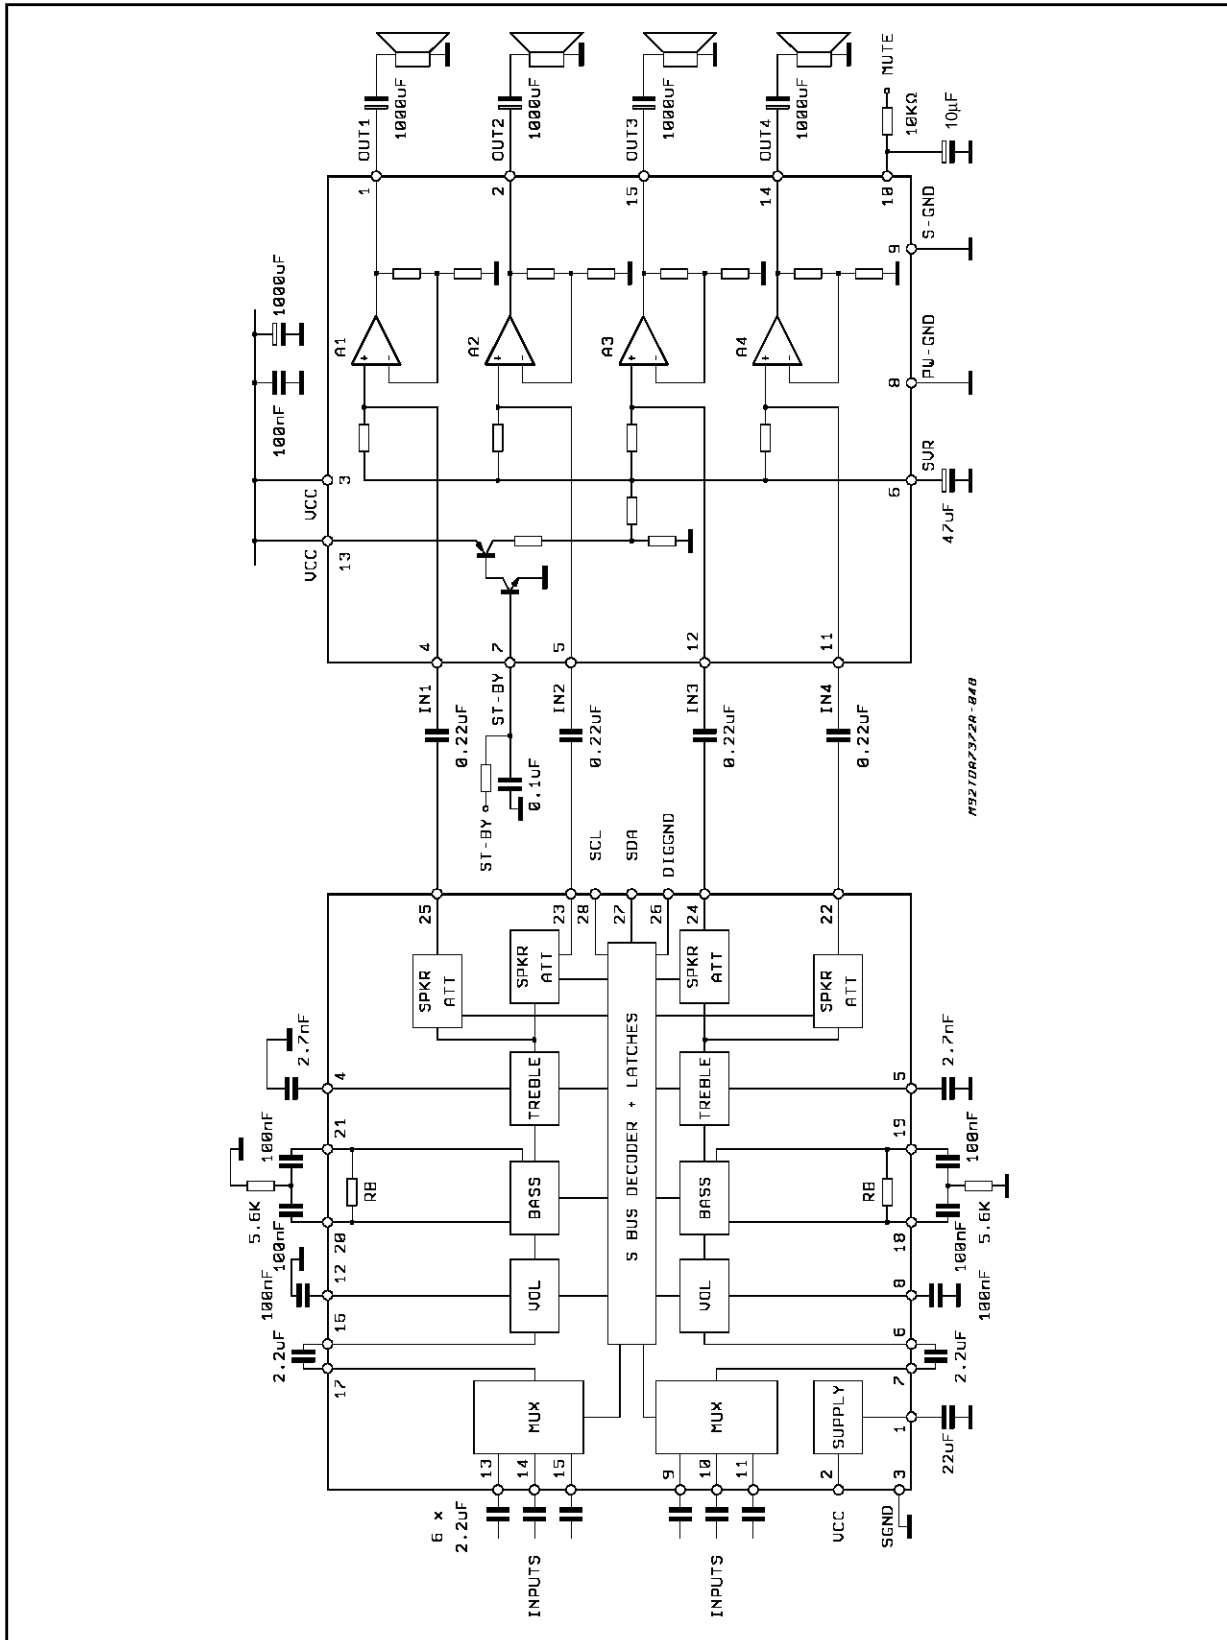 6 ×
2.2uF
INPUTS
INPUTS
13
14
15
9
10
11
VCC
2
SGND
3
MUX
MUX
SUPPLY
1
22uF
17
16
2.2uF
7
6
2.2uF
VOL
VOL
12
100nF
8
100nF
20
21
100nF
100nF
5.6K
RB
BASS
BASS
RB
18
19
100nF
100nF
5.6K
TREBLE
TREBLE
4
2.7nF
5
2.7nF
S BUS DECODER + LATCHES
SPKR
ATT
SPKR
ATT
SPKR
ATT
SPKR
ATT
25
23
28
27
26
24
22
SCL
SDA
DIGGND
ST-BY
0.1uF
ST-BY
IN1
0.22uF
IN2
0.22uF
IN3
0.22uF
IN4
0.22uF
4
7
5
12
11
VCC
13
VCC
3
100nF
1000uF
A1
A2
A3
A4
+
-
+
-
+
-
+
-
6
SVR
47uF
8
PW-GND
9
S-GND
10
10KΩ
MUTE
10µF
1
OUT1
1000uF
2
OUT2
1000uF
15
OUT3
1000uF
14
OUT4
1000uF
M92TDA7372A-04B